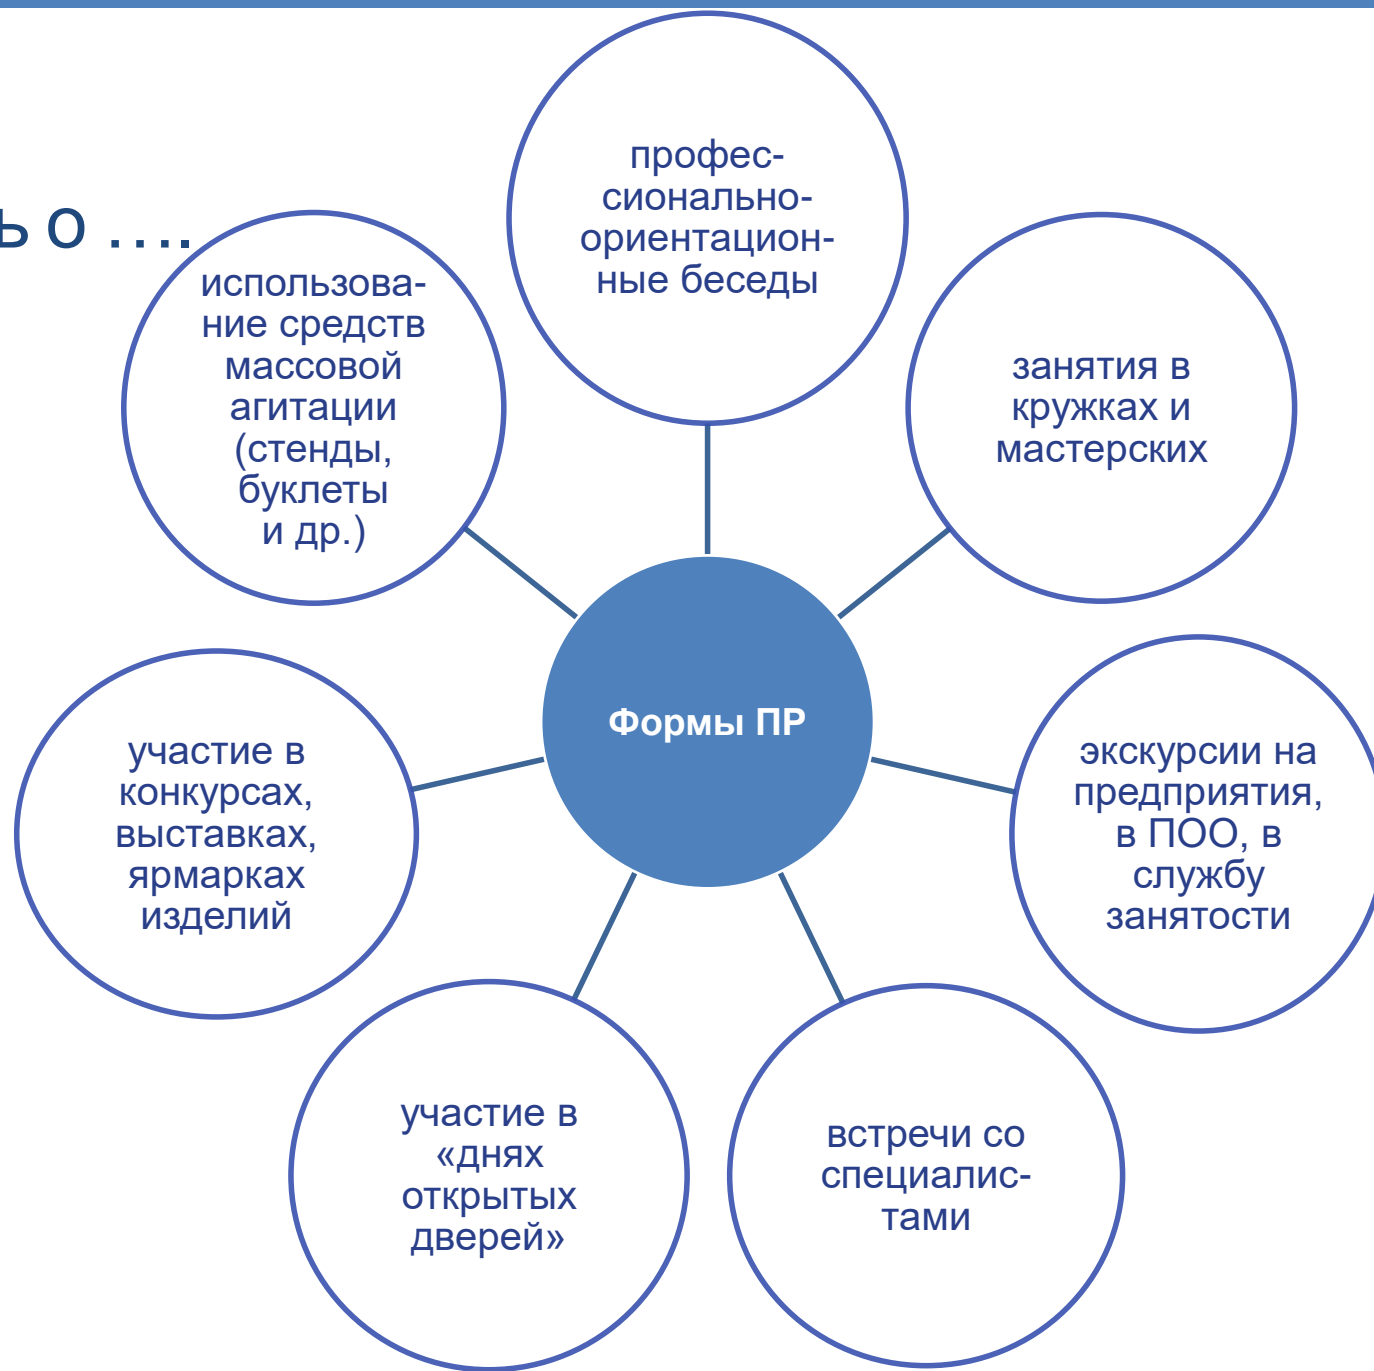 ь о ….
профес-
сионально-
ориентацион-
ные беседы
занятия в
кружках и
мастерских
экскурсии на
предприятия,
в ПОО, в
службу
занятости
встречи со
специалис-
тами
участие в
«днях
открытых
дверей»
участие в
конкурсах,
выставках,
ярмарках
изделий
использова-
ние средств
массовой
агитации
(стенды,
буклеты
и др.)
Формы ПР